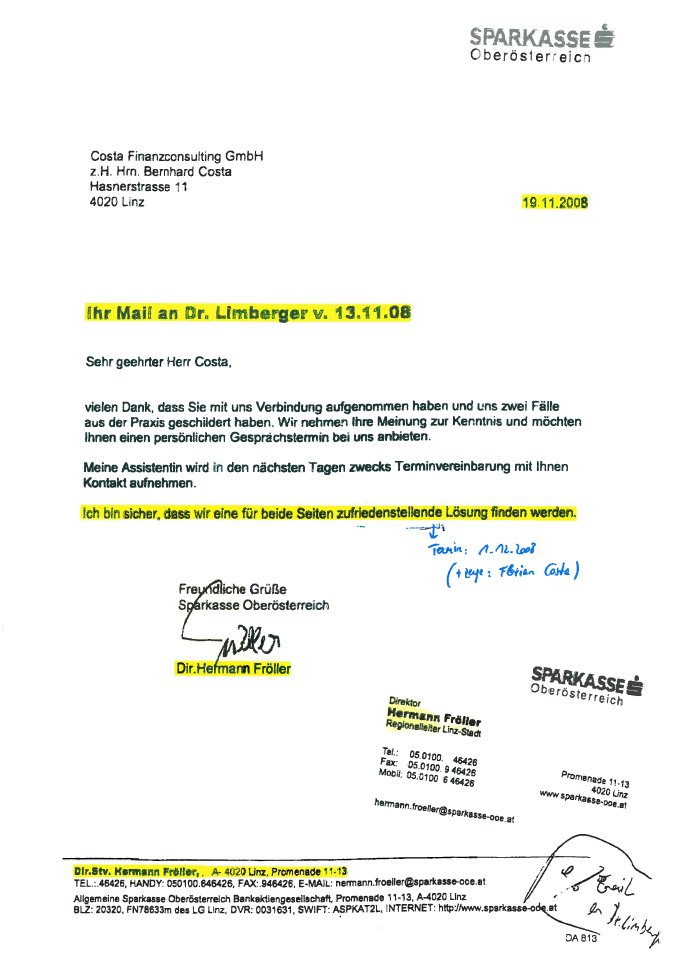 SPARKASSE
Oberösterreich
Costa Finanzconsulting GmbH
z.H. Hrn. Bernhard Costa
Hasnerstrasse 11
4020 Linz
19.11.2008
Ihr Mail an Dr. Limberger v. 13.11.08
Sehr geehrter Herr Costa,
vielen Dank, dass Sie mit uns Verbindung aufgenommen haben und uns zwei Fälle
aus der Praxis geschildert haben. Wir nehmen Ihre Meinung zur Kenntnis und möchten
Ihnen einen persönlichen Gesprächstermin bei uns anbieten.
Meine Assistentin wird in den nächsten Tagen zwecks Terminvereinbarung mit Ihnen
Kontakt aufnehmen.
Ich bin sicher, dass wir eine für beide Seiten zufriedenstellende Lösung finden werden.
Termin: 1.12.2008
(+ Zeuge: Florian Costa)
Freundliche Grüße
Sparkasse Oberösterreich
Dir.Hermann Fröller
SPARKASSE
Oberösterreich
Direktor
Hermann Fröller
Regionalleiter Linz-Stadt
Tel.: 05.0100. 46426
Fax: 05.0100. 9 46426
Mobil: 05.0100 6 46426
Promenade 11-13
4020 Linz
www.sparkasse-ooe.at
hermann.froeller@sparkasse-ooe.at
Dir.Stv. Hermann Fröller, , A- 4020 Linz, Promenade 11-13
TEL.:.46426, HANDY: 050100.646426, FAX:.946426, E-MAIL: hermann.froeller@sparkasse-ooe.at
Allgemeine Sparkasse Oberösterreich Bankaktiengesellschaft, Promenade 11-13, A-4020 Linz
BLZ: 20320, FN78633m des LG Linz, DVR: 0031631, SWIFT: ASPKAT2L, INTERNET: http://www.sparkasse-ooe.at
Email
an Dr. Limberger
DA 813